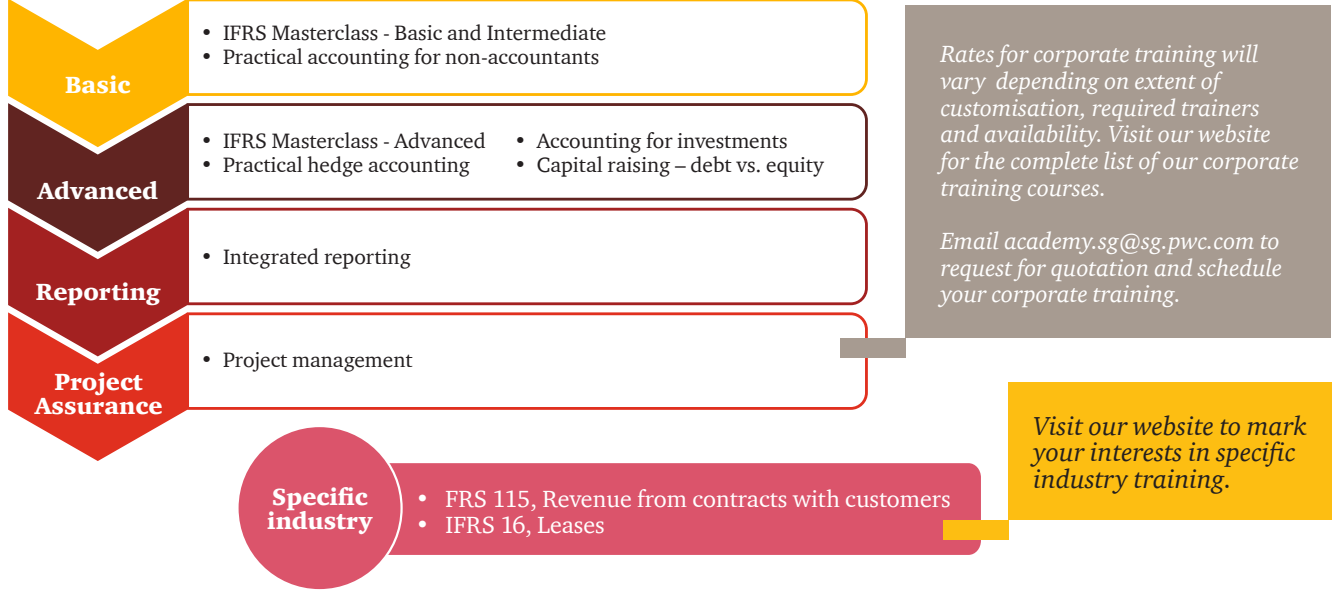 Basic
• IFRS Masterclass - Basic and Intermediate
• Practical accounting for non-accountants
Advanced
• IFRS Masterclass - Advanced
• Practical hedge accounting
• Accounting for investments
• Capital raising – debt vs. equity
Reporting
• Integrated reporting
Project
Assurance
• Project management
Specific
industry
• FRS 115, Revenue from contracts with customers
• IFRS 16, Leases
Rates for corporate training will
vary depending on extent of
customisation, required trainers
and availability. Visit our website
for the complete list of our corporate
training courses.
Email academy.sg@sg.pwc.com to
request for quotation and schedule
your corporate training.
Visit our website to mark
your interests in specific
industry training.